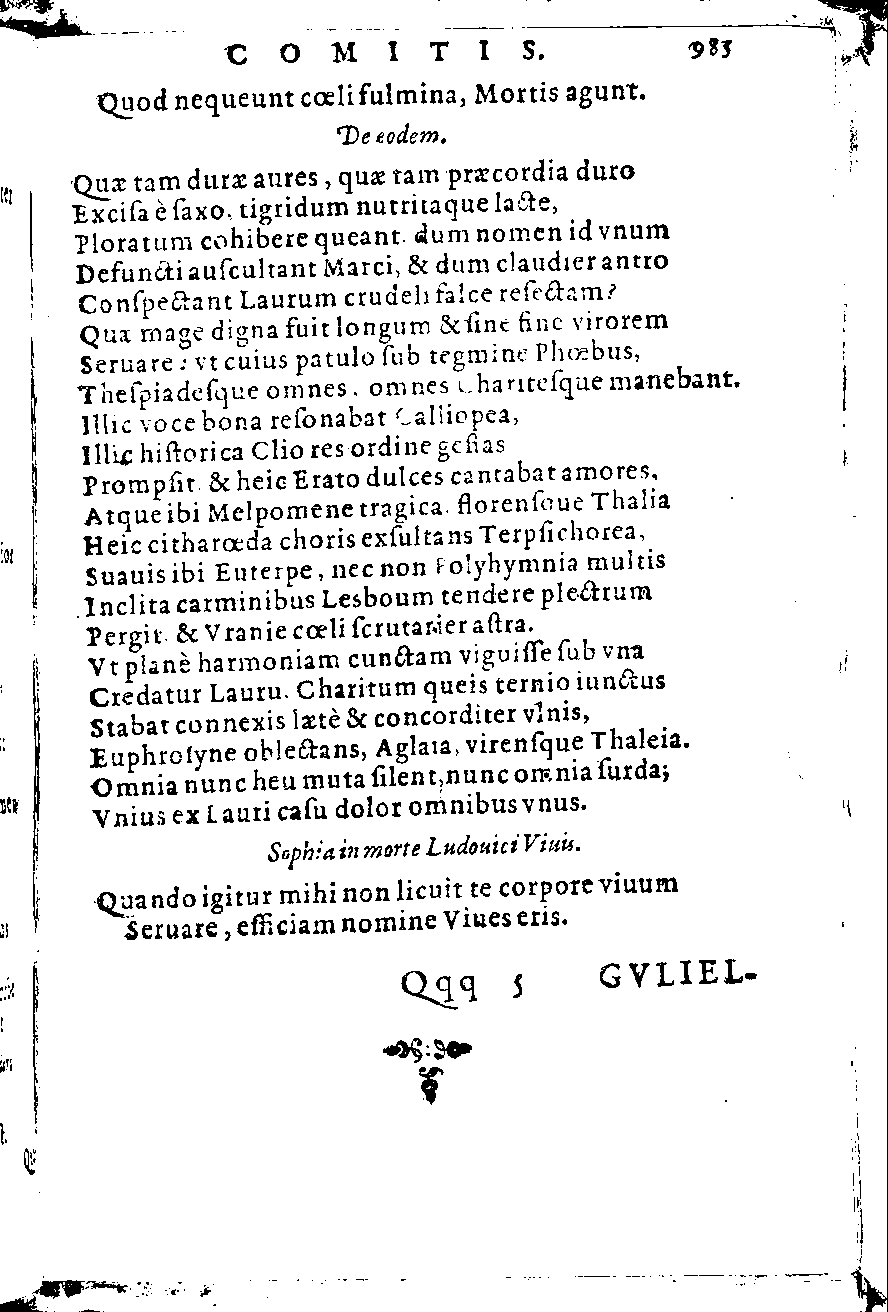 COMITIS. 985
Quod nequeunt cœli fulmina, Mortis agunt.
De eodem.
Quæ tam duræ aures, quæ tam præcordia duro
Exciſa è ſaxo, tigridum nutritaque lacte,
Ploratum cohibere queant, dum nomen id vnum
Defuncti auſcultant Marci, & dum claudier antro
Conſpectant Laurum crudeli falce reſectam?
Quæ mage digna fuit longum & ſine fine virorem
Seruare: vt cuius patulo ſub tegmine Phœbus,
Theſpiadeſque omnes, omnes Chariteſque manebant.
Illic voce bona reſonabat Calliopea,
Illic hiſtorica Clio res ordine geſtas
Prompſit, & heic Erato dulces cantabat amores,
Atque ibi Melpomene tragica, florenſque Thalia
Heic citharœda choris exſultans Terpſichorea,
Suauis ibi Euterpe, nec non Polyhymnia multis
Inclita carminibus Lesboum tendere plectrum
Pergit, & Vranie cœli ſcrutarier aſtra.
Vt planè harmoniam cunctam viguiſſe ſub vna
Credatur Lauru. Charitum queis ternio iunctus
Stabat connexis lætè & concorditer vlnis,
Euphroſyne oblectans, Aglaia, virenſque Thaleia.
Omnia nunc heu muta ſilent, nunc omnia ſurda;
Vnius ex Lauri caſu dolor omnibus vnus.
Sophia in morte Ludouici Viuis.
Quando igitur mihi non licuit te corpore viuum
Seruare, efficiam nomine Viues eris.
Qqq 5 GVLIEL-